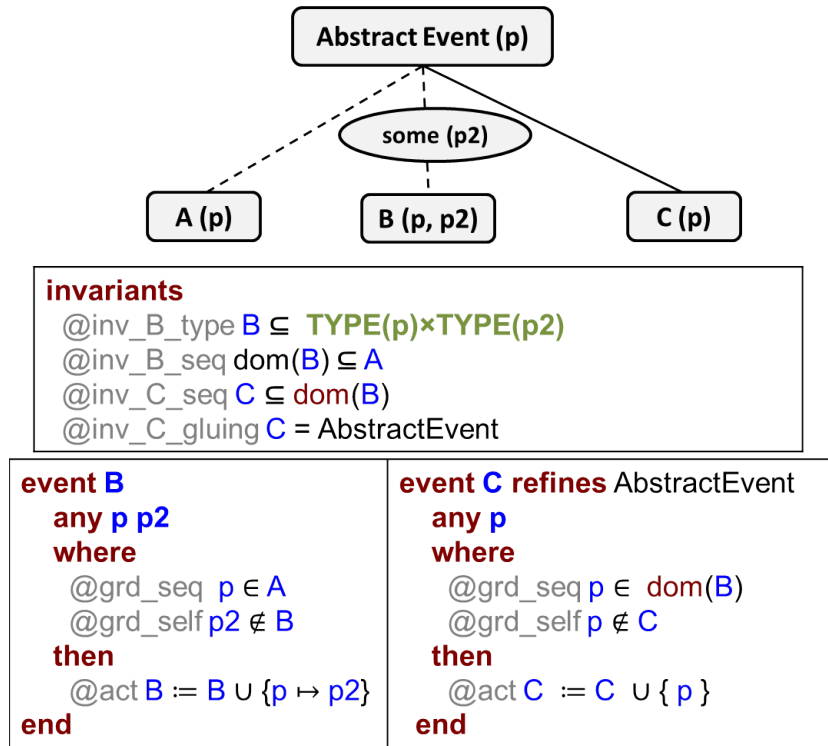 Abstract Event (p)
some (p2)
A (p)
B (p, p2)
C (p)
invariants
@inv_B_type B ⊆ TYPE(p)×TYPE(p2)
@inv_B_seq dom(B) ⊆ A
@inv_C_seq C ⊆ dom(B)
@inv_C_gluing C = AbstractEvent
event B
any p p2
where
@grd_seq p ∈ A
@grd_self p2 ∉ B
then
@act B ≔ B ∪ {p ↦ p2}
end
event C refines AbstractEvent
any p
where
@grd_seq p ∈ dom(B)
@grd_self p ∉ C
then
@act C ≔ C ∪ { p }
end